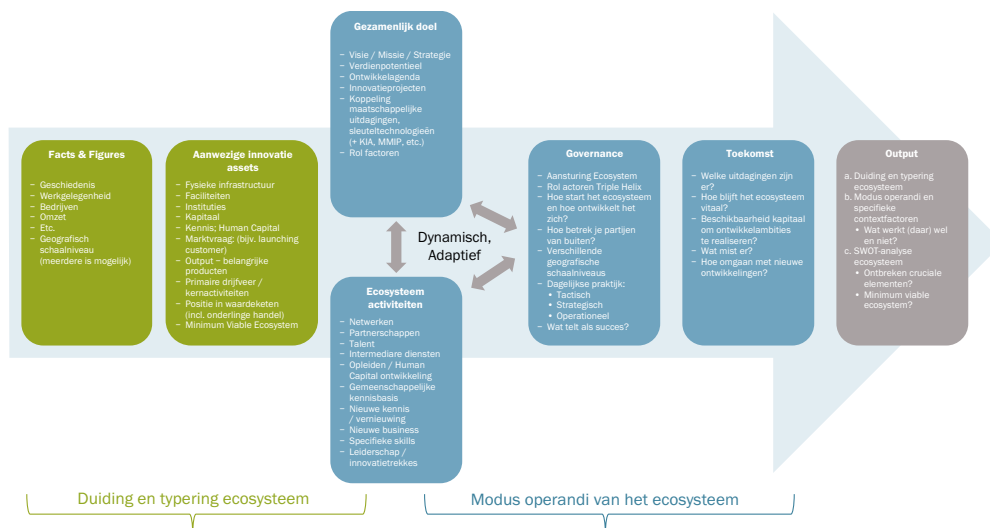 Facts & Figures
– Geschiedenis
– Werkgelegenheid
– Bedrijven
– Omzet
– Etc.
– Geografisch
schaalniveau
(meerdere is mogelijk)
Aanwezige innovatie
assets
– Fysieke infrastructuur
– Faciliteiten
– Instituties
– Kapitaal
– Kennis; Human Capital
– Marktvraag: (bijv. launching
customer)
– Output – belangrijke
producten
– Primaire drijfveer /
kernactiviteiten
– Positie in waardeketen
(incl. onderlinge handel)
– Minimum Viable Ecosystem
Gezamenlijk doel
– Visie / Missie / Strategie
– Verdienpotentieel
– Ontwikkelagenda
– Innovatieprojecten
– Koppeling
maatschappelijke
uitdagingen,
sleuteltechnologieën
(+ KIA, MMIP, etc.)
– Rol factoren
Dynamisch,
Adaptief
Ecosysteem
activiteiten
– Netwerken
– Partnerschappen
– Talent
– Intermediare diensten
– Opleiden / Human
Capital ontwikkeling
– Gemeenschappelijke
kennisbasis
– Nieuwe kennis
/ vernieuwing
– Nieuwe business
– Specifieke skills
– Leiderschap /
innovatietrekkes
Governance
– Aansturing Ecosystem
– Rol actoren Triple Helix
– Hoe start het ecosysteem
en hoe ontwikkelt het
zich?
– Hoe betrek je partijen
van buiten?
– Verschillende
geografische
schaalniveaus
– Dagelijkse praktijk:
• Tactisch
• Strategisch
• Operationeel
– Wat telt als succes?
Toekomst
– Welke uitdagingen zijn
er?
– Hoe blijft het ecosysteem
vitaal?
– Beschikbaarheid kapitaal
om ontwikkelambities
te realiseren?
– Wat mist er?
– Hoe omgaan met nieuwe
ontwikkelingen?
Output
a. Duiding en typering
ecosysteem
b. Modus operandi en
specifieke
contextfactoren
• Wat werkt (daar) wel
en niet?
c. SWOT-analyse
ecosysteem
• Ontbreken cruciale
elementen?
• Minimum viable
ecosysteem?
Duiding en typering ecosysteem
Modus operandi van het ecosysteem